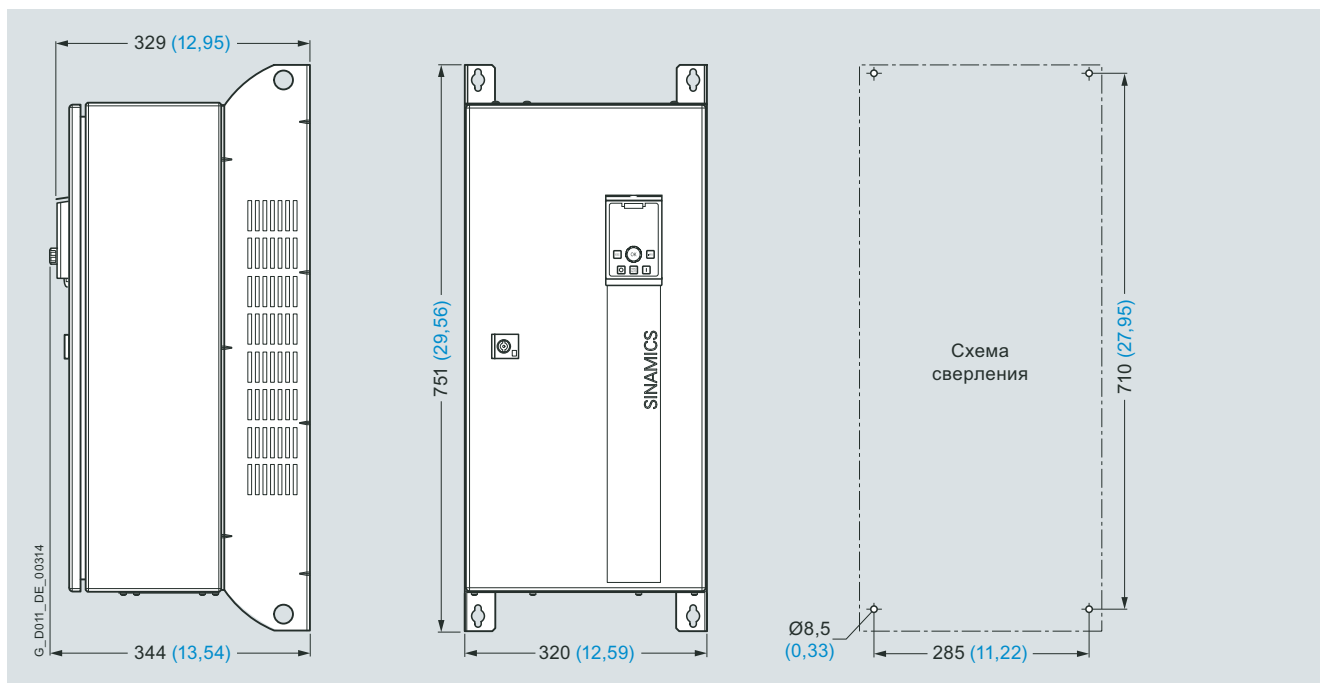 329 (12,95)
344 (13,54)
G_D011_DE_00314
751 (29,56)
SINAMICS
OK
320 (12,59)
Схема
сверления
710 (27,95)
Ø8,5
(0,33)
285 (11,22)